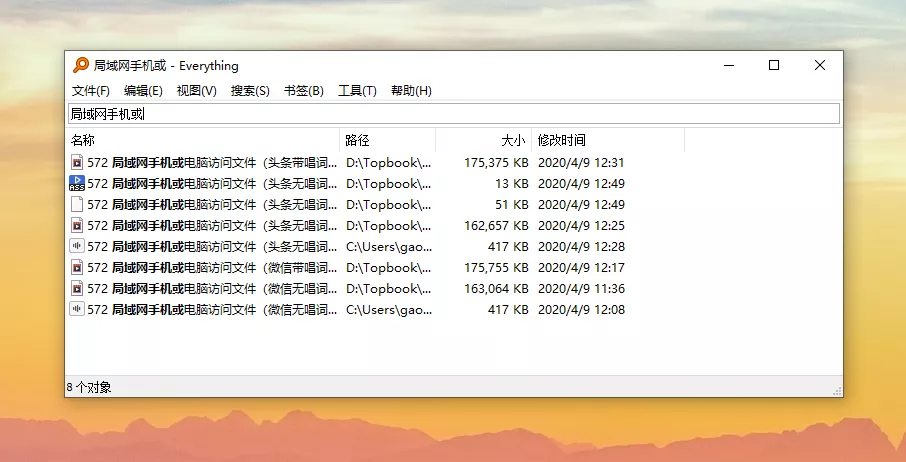 局域网手机或 - Everything
文件(F) 编辑(E) 视图(V) 搜索(S) 书签(B) 工具(T) 帮助(H)
局域网手机或
名称 路径 大小 修改时间
572 局域网手机或电脑访问文件（头条带唱词... D:\Topbook\... 175,375 KB 2020/4/9 12:31
ASS 572 局域网手机或电脑访问文件（头条无唱词... D:\Topbook\... 13 KB 2020/4/9 12:49
572 局域网手机或电脑访问文件（头条无唱词... D:\Topbook\... 51 KB 2020/4/9 12:49
572 局域网手机或电脑访问文件（头条无唱词... D:\Topbook\... 162,657 KB 2020/4/9 12:25
572 局域网手机或电脑访问文件（头条无唱词... C:\Users\gao... 417 KB 2020/4/9 12:28
572 局域网手机或电脑访问文件（微信带唱词... D:\Topbook\... 175,755 KB 2020/4/9 12:17
572 局域网手机或电脑访问文件（微信无唱词... D:\Topbook\... 163,064 KB 2020/4/9 11:36
572 局域网手机或电脑访问文件（微信无唱词... C:\Users\gao... 417 KB 2020/4/9 12:08
8 个对象